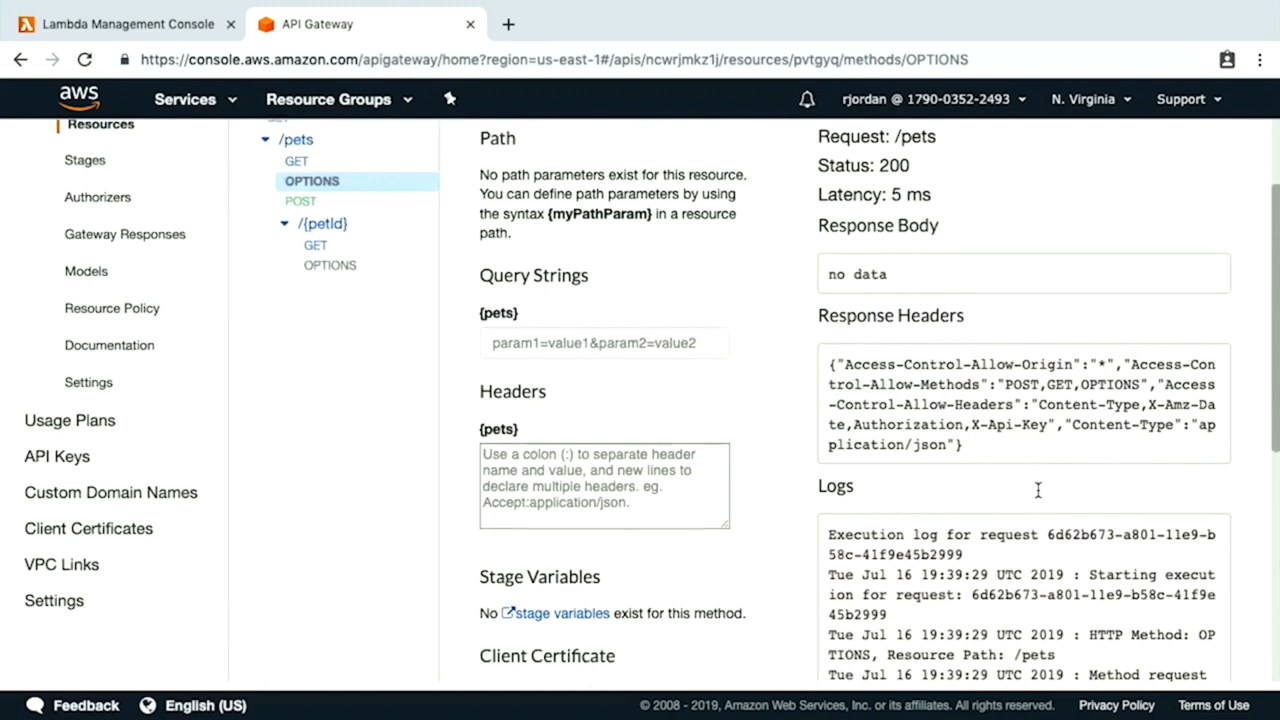 Lambda Management Console
API Gateway
https://console.aws.amazon.com/apigateway/home?region=us-east-1#/apis/ncwrjmkz1j/resources/pvtgyq/methods/OPTIONS
aws
Services
Resource Groups
rjordan @ 1790-0352-2493
N. Virginia
Support
Resources
Stages
Authorizers
Gateway Responses
Models
Resource Policy
Documentation
Settings
Usage Plans
API Keys
Custom Domain Names
Client Certificates
VPC Links
Settings
/pets
GET
OPTIONS
POST
/{petId}
GET
OPTIONS
Path
No path parameters exist for this resource.
You can define path parameters by using
the syntax {myPathParam} in a resource
path.
Query Strings
{pets}
param1=value1&param2=value2
Headers
{pets}
Use a colon (:) to separate header
name and value, and new lines to
declare multiple headers. eg.
Accept:application/json.
Stage Variables
No stage variables exist for this method.
Client Certificate
Request: /pets
Status: 200
Latency: 5 ms
Response Body
no data
Response Headers
{"Access-Control-Allow-Origin":"*","Access-Con
trol-Allow-Methods":"POST,GET,OPTIONS","Access
-Control-Allow-Headers":"Content-Type,X-Amz-Da
te,Authorization,X-Api-Key","Content-Type":"ap
plication/json"}
Logs
Execution log for request 6d62b673-a801-11e9-b
58c-41f9e45b2999
Tue Jul 16 19:39:29 UTC 2019 : Starting execut
ion for request: 6d62b673-a801-11e9-b58c-41f9e
45b2999
Tue Jul 16 19:39:29 UTC 2019 : HTTP Method: OP
TIONS, Resource Path: /pets
Tue Jul 16 19:39:29 UTC 2019 : Method request
Feedback
English (US)
© 2008 - 2019, Amazon Web Services, Inc. or its affiliates. All rights reserved.
Privacy Policy
Terms of Use